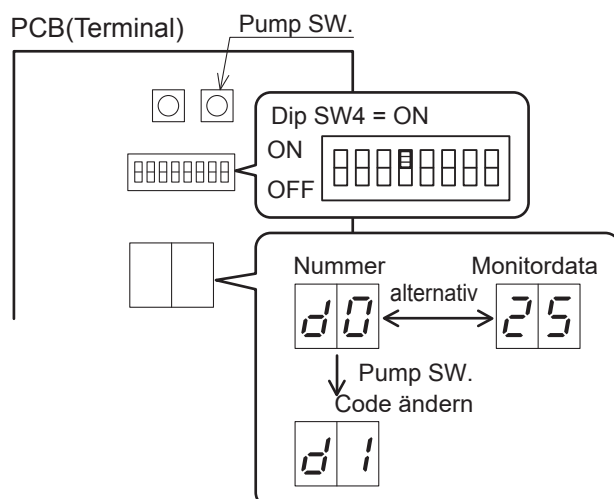 PCB(Terminal)
Pump SW.
Dip SW4 = ON
ON
OFF
Nummer
Monitordata
d0
alternativ
25
Pump SW.
Code ändern
d1